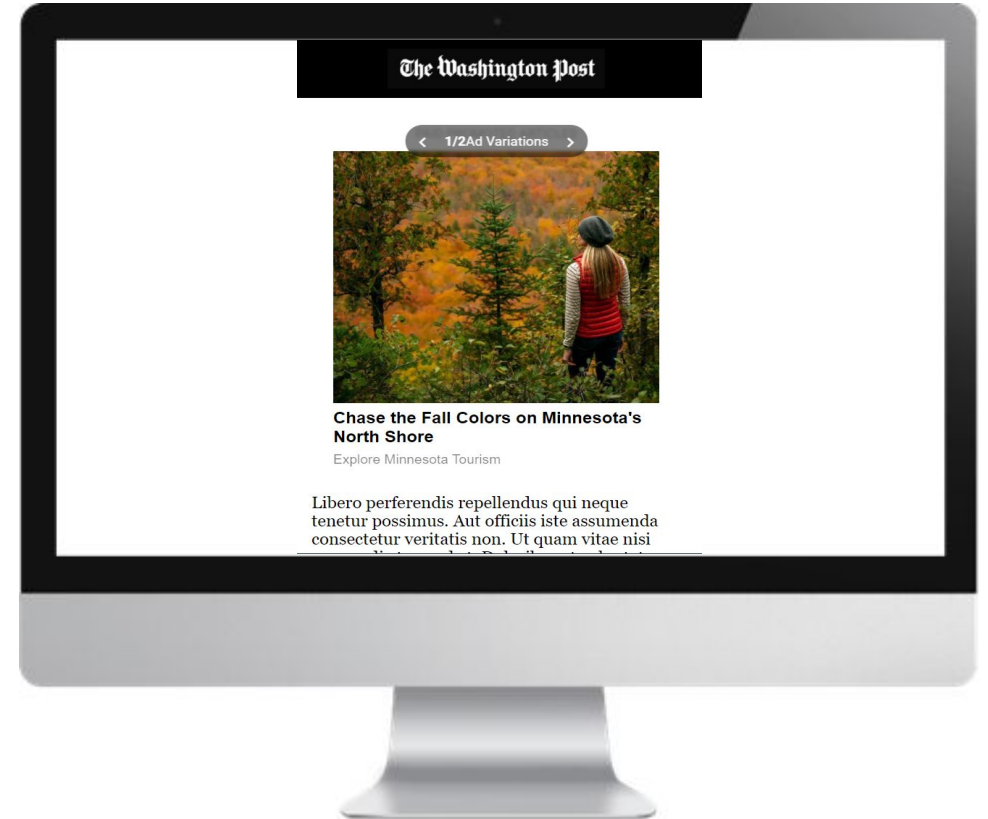 The Washington Post
< 1/2Ad Variations >
Chase the Fall Colors on Minnesota's
North Shore
Explore Minnesota Tourism
Libero perferendis repellendus qui neque
tenetur possimus. Aut officiis iste assumenda
consectetur veritatis non. Ut quam vitae nisi